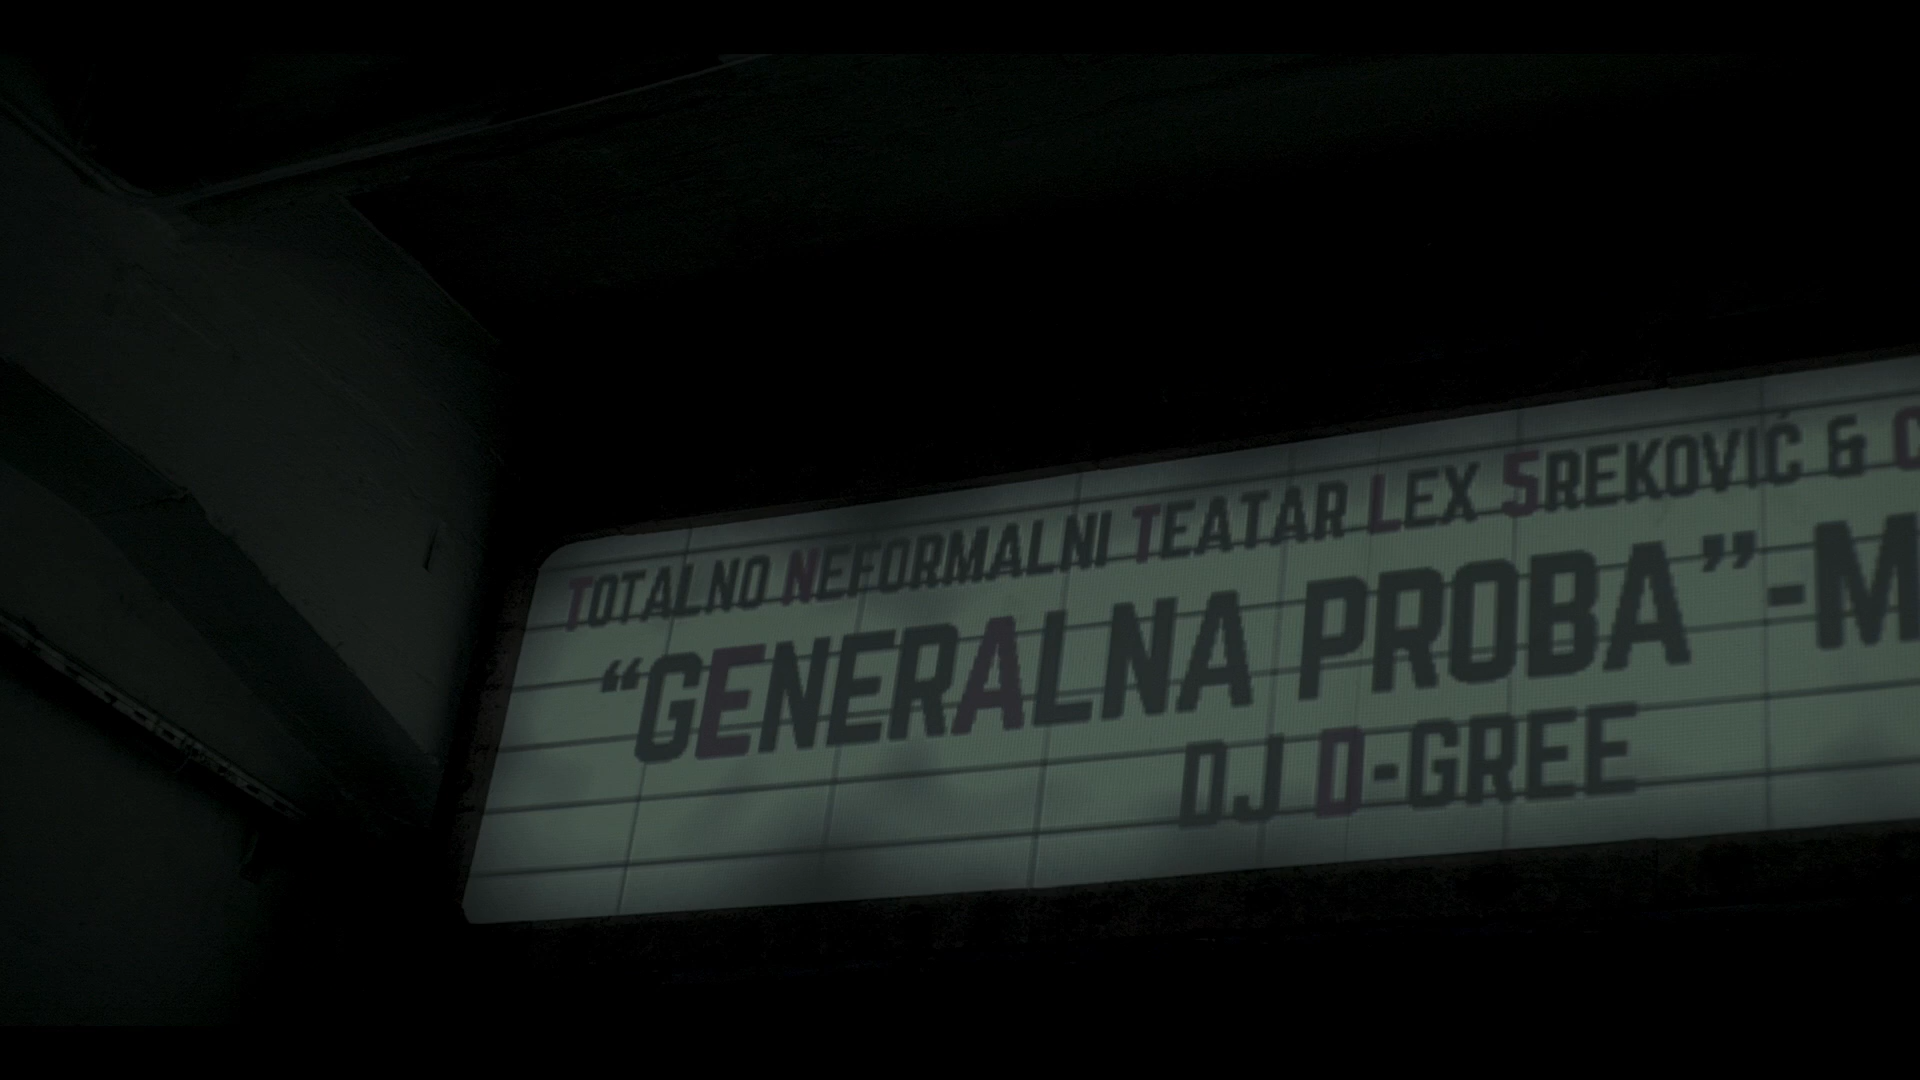 TOTALNO NEFORMALNI TEATAR LEX SREKOVIĆ &
“GENERALNA PROBA”-M
DJ D-GREE